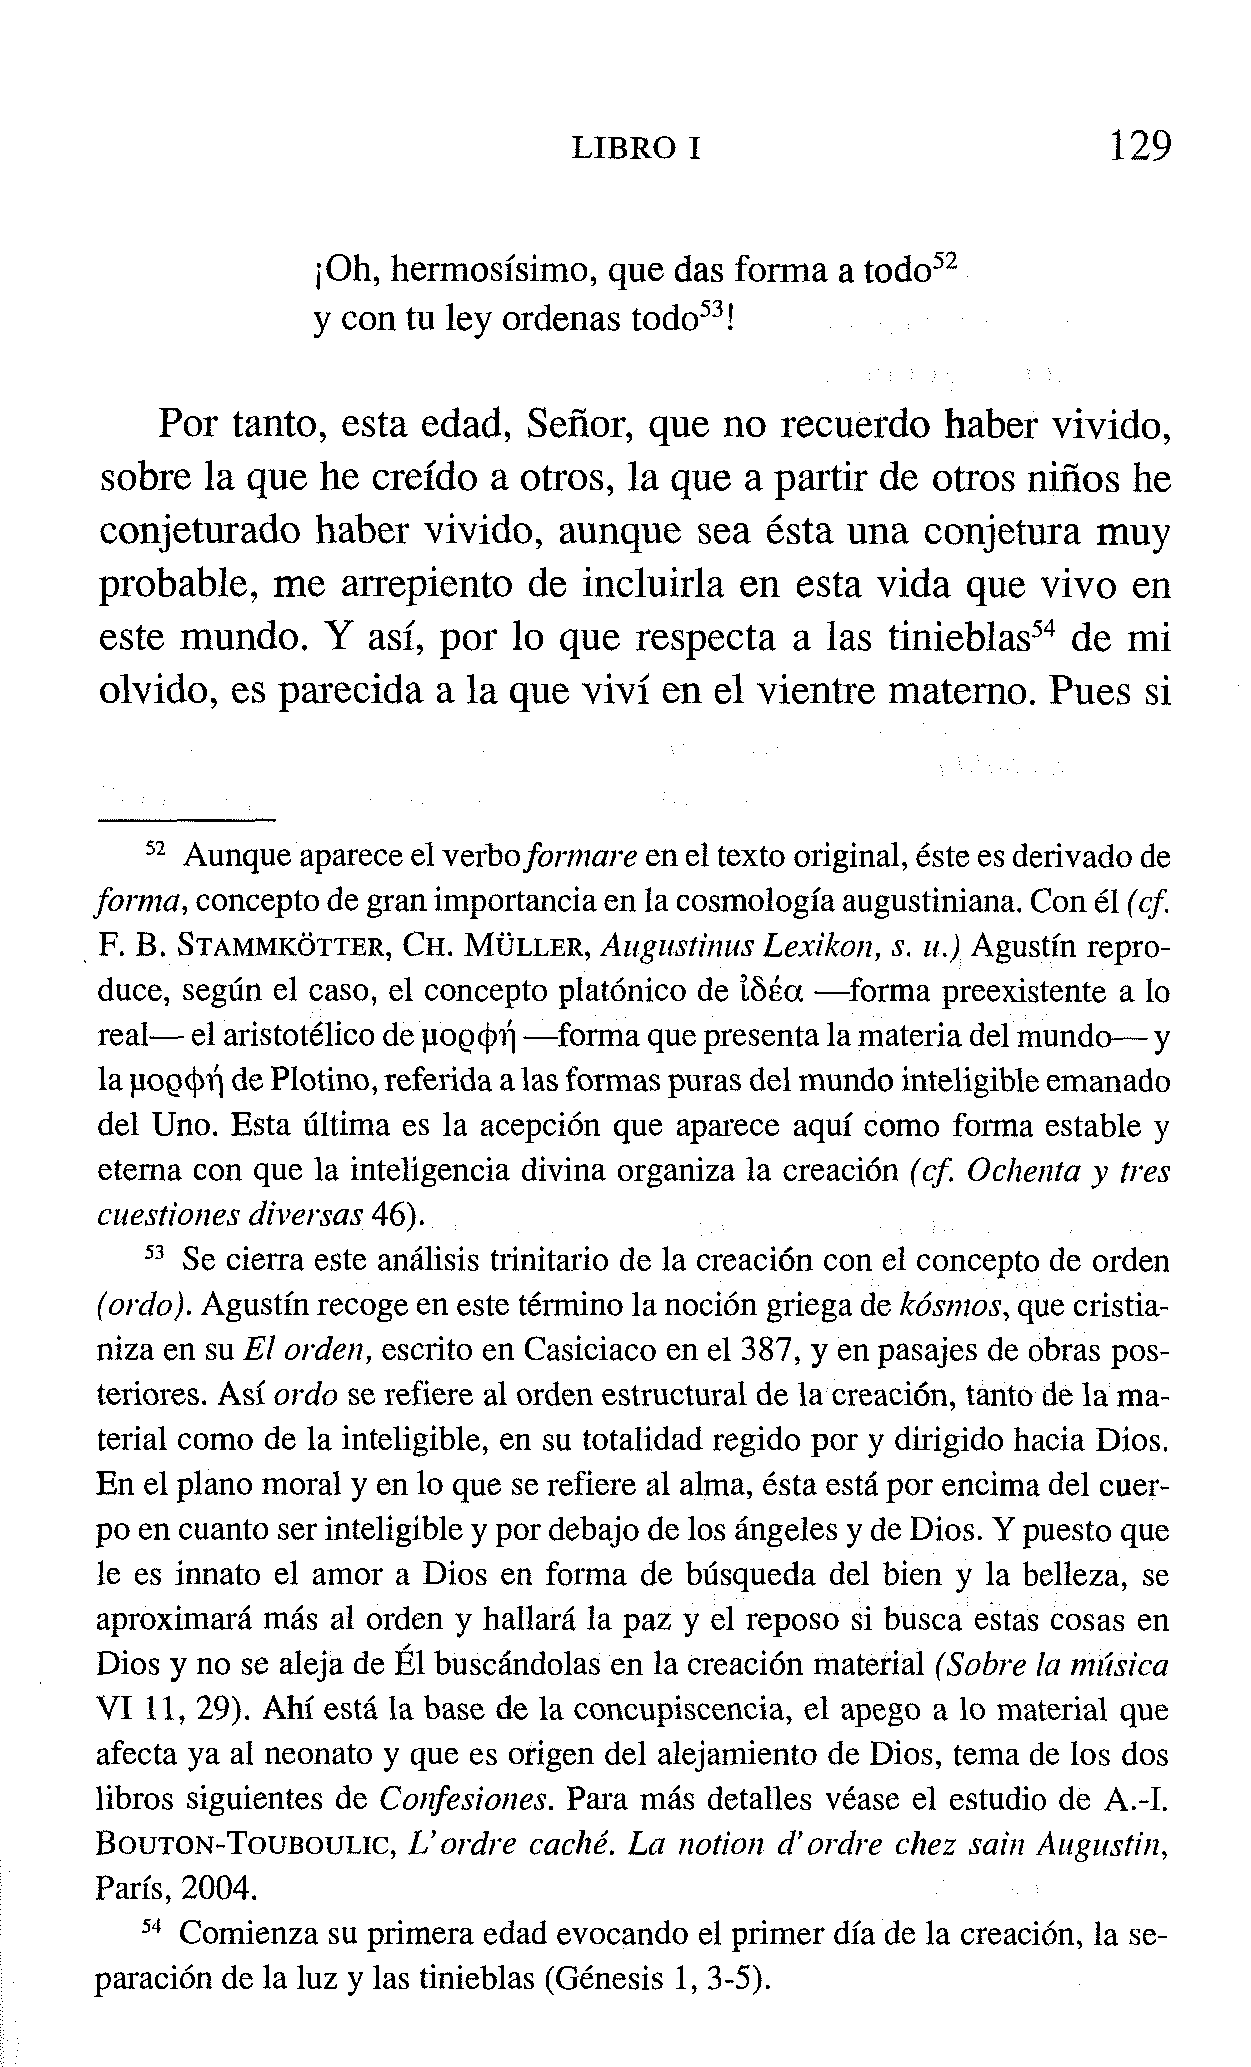 LIBRO I 129
¡Oh, hermosísimo, que das forma a todo⁵²
y con tu ley ordenas todo⁵³!
Por tanto, esta edad, Señor, que no recuerdo haber vivido,
sobre la que he creído a otros, la que a partir de otros niños he
conjeturado haber vivido, aunque sea ésta una conjetura muy
probable, me arrepiento de incluirla en esta vida que vivo en
este mundo. Y así, por lo que respecta a las tinieblas⁵⁴ de mi
olvido, es parecida a la que viví en el vientre materno. Pues si
⁵² Aunque aparece el verbo formare en el texto original, éste es derivado de
forma, concepto de gran importancia en la cosmología augustiniana. Con él (cf.
F. B. STAMMKÖTTER, CH. MÜLLER, Augustinus Lexikon, s. u.) Agustín repro-
duce, según el caso, el concepto platónico de ἰδέα —forma preexistente a lo
real— el aristotélico de μορφή —forma que presenta la materia del mundo— y
la μορφή de Plotino, referida a las formas puras del mundo inteligible emanado
del Uno. Esta última es la acepción que aparece aquí como forma estable y
eterna con que la inteligencia divina organiza la creación (cf. Ochenta y tres
cuestiones diversas 46).
⁵³ Se cierra este análisis trinitario de la creación con el concepto de orden
(ordo). Agustín recoge en este término la noción griega de kósmos, que cristia-
niza en su El orden, escrito en Casiciaco en el 387, y en pasajes de obras pos-
teriores. Así ordo se refiere al orden estructural de la creación, tanto de la ma-
terial como de la inteligible, en su totalidad regido por y dirigido hacia Dios.
En el plano moral y en lo que se refiere al alma, ésta está por encima del cuer-
po en cuanto ser inteligible y por debajo de los ángeles y de Dios. Y puesto que
le es innato el amor a Dios en forma de búsqueda del bien y la belleza, se
aproximará más al orden y hallará la paz y el reposo si busca estas cosas en
Dios y no se aleja de Él buscándolas en la creación material (Sobre la música
VI 11, 29). Ahí está la base de la concupiscencia, el apego a lo material que
afecta ya al neonato y que es origen del alejamiento de Dios, tema de los dos
libros siguientes de Confesiones. Para más detalles véase el estudio de A.-I.
BOUTON-TOUBOULIC, L'ordre caché. La notion d'ordre chez sain Augustin,
París, 2004.
⁵⁴ Comienza su primera edad evocando el primer día de la creación, la se-
paración de la luz y las tinieblas (Génesis 1, 3-5).